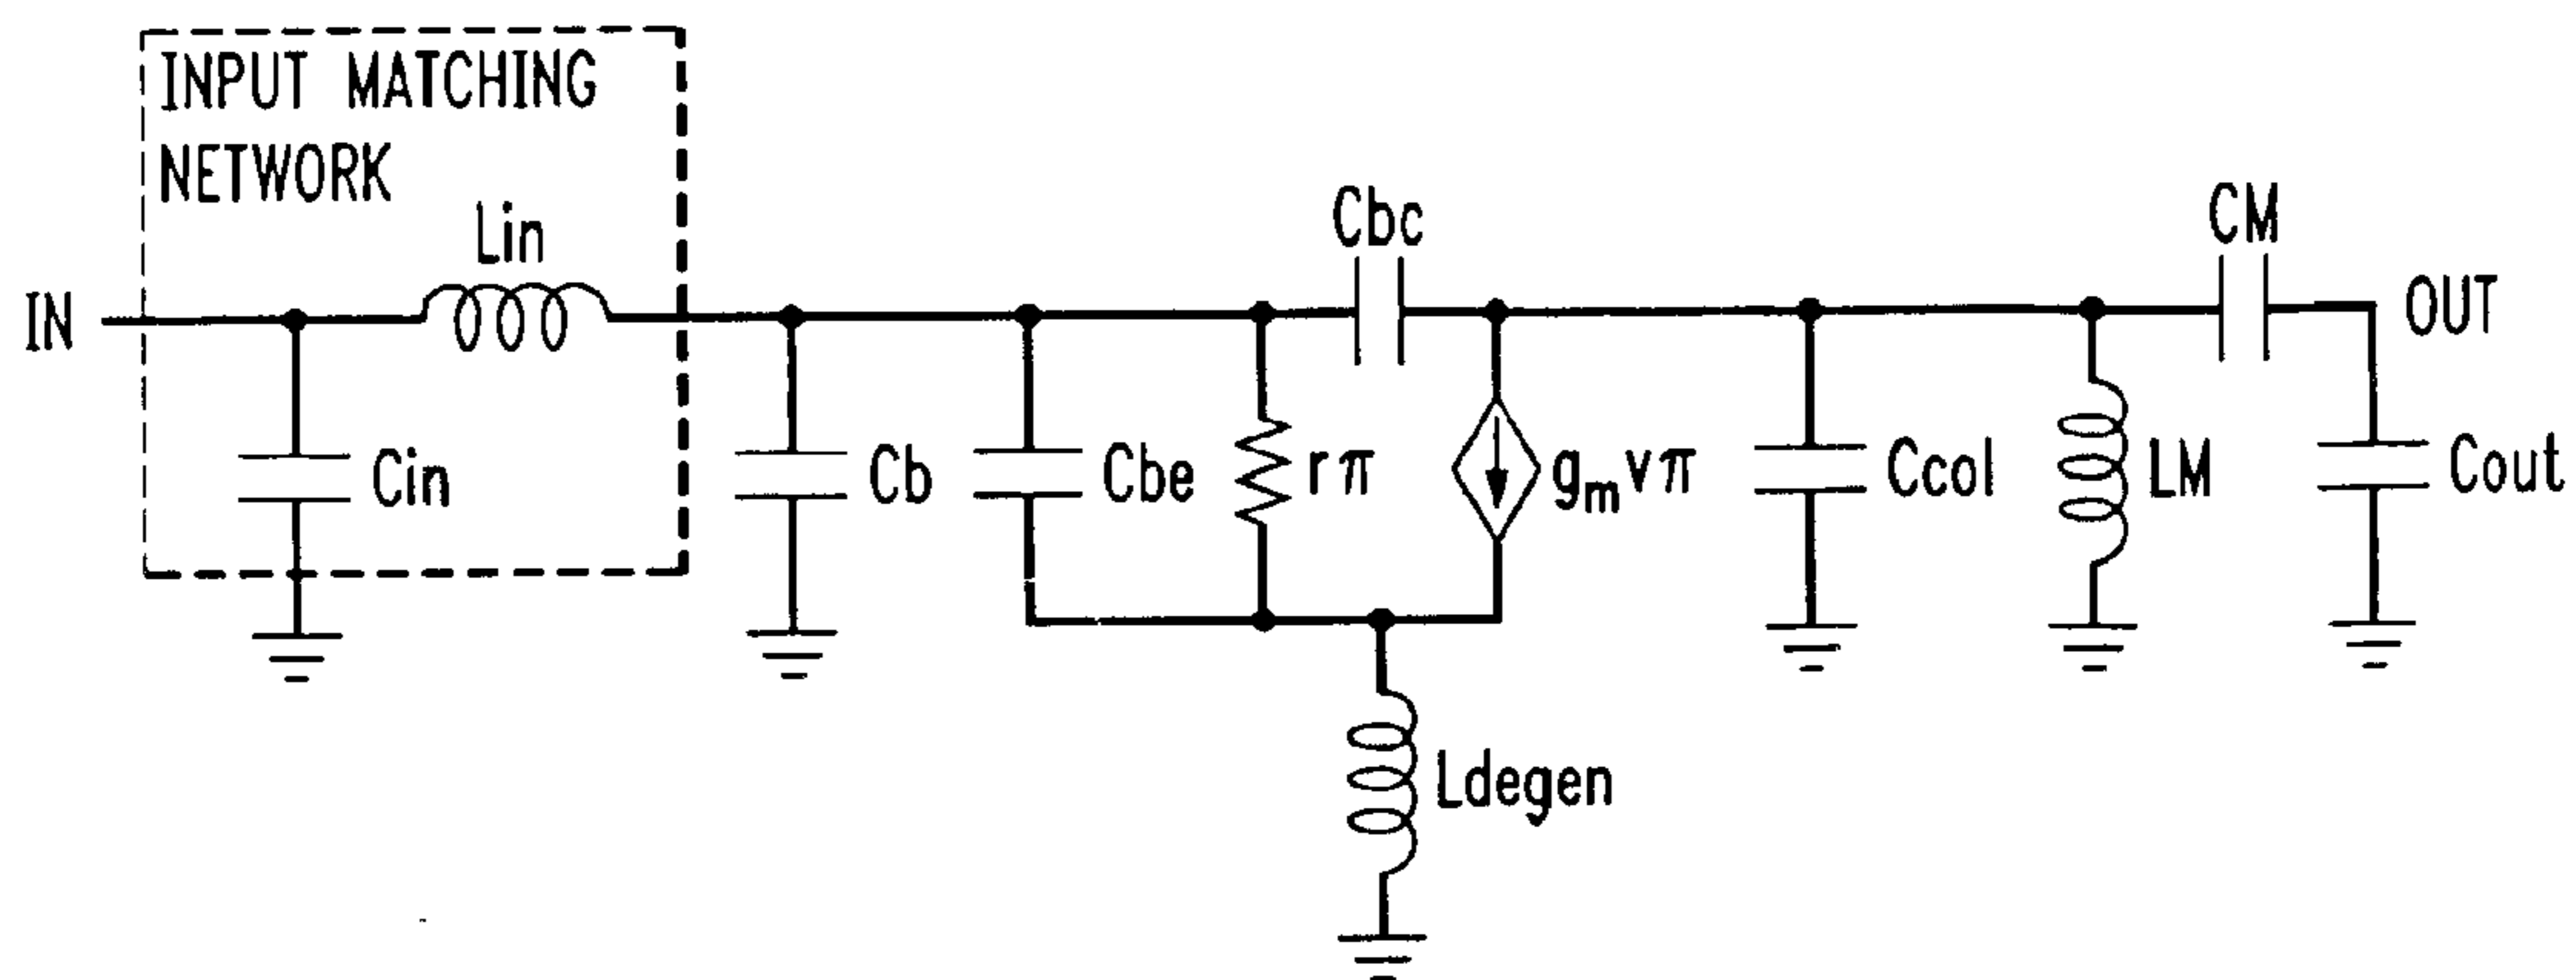 INPUT MATCHING
NETWORK
Lin
Cbc
CM
IN
OUT
Cin
Cb
Cbe
rπ
gmvπ
Ccol
LM
Cout
Ldegen